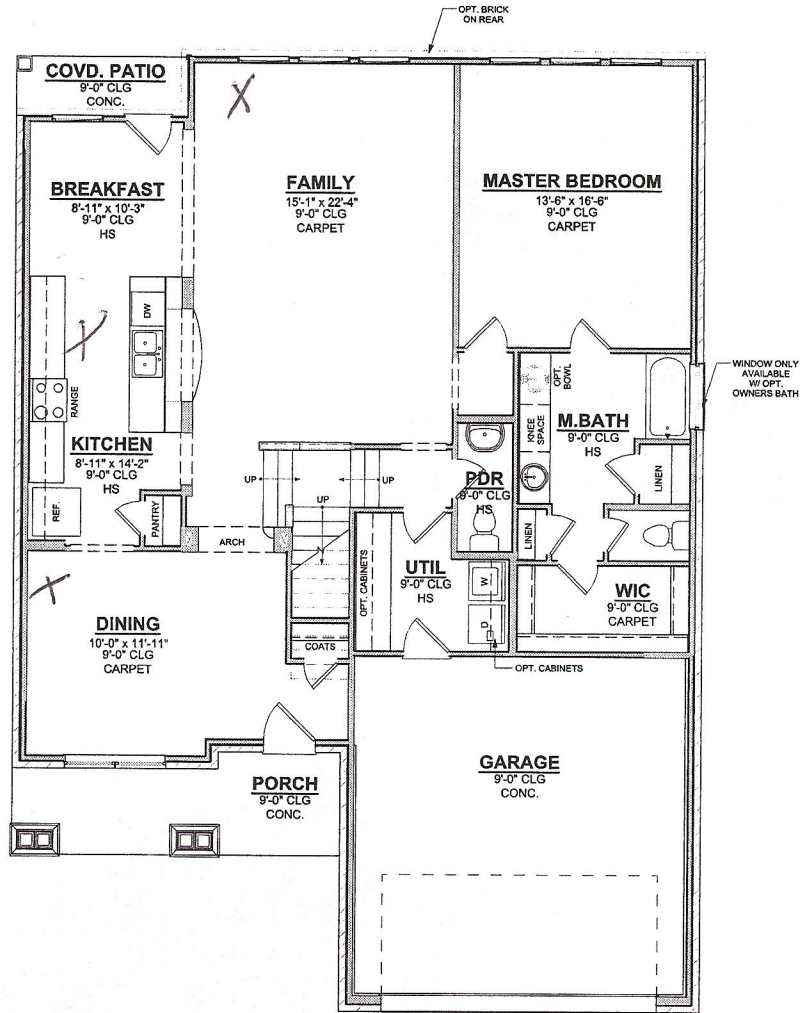 OPT. BRICK
ON REAR
COVD. PATIO
9'-0" CLG
CONC.
BREAKFAST
8'-11" x 10'-3"
9'-0" CLG
HS
FAMILY
15'-1" x 22'-4"
9'-0" CLG
CARPET
MASTER BEDROOM
13'-6" x 16'-6"
9'-0" CLG
CARPET
DW
RANGE
KITCHEN
8'-11" x 14'-2"
9'-0" CLG
HS
REF.
PANTRY
OPT.
BOWL
KNEE
SPACE
M.BATH
9'-0" CLG
HS
WINDOW ONLY
AVAILABLE
W/ OPT.
OWNERS BATH
LINEN
UP
UP
UP
PDR
9'-0" CLG
HS
ARCH
LINEN
OPT. CABINETS
UTIL
9'-0" CLG
HS
W
D
WIC
9'-0" CLG
CARPET
OPT. CABINETS
DINING
10'-0" x 11'-11"
9'-0" CLG
CARPET
COATS
PORCH
9'-0" CLG
CONC.
GARAGE
9'-0" CLG
CONC.